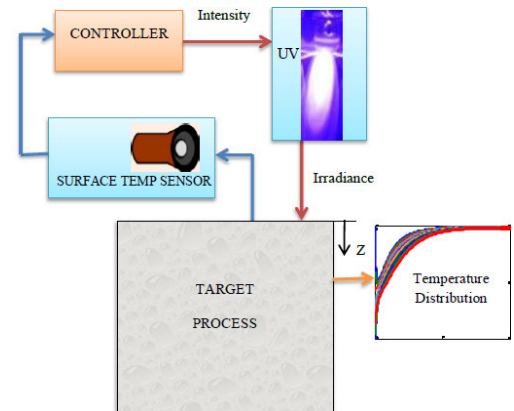 Intensity
CONTROLLER
UV
SURFACE TEMP SENSOR
Irradiance
Z
TARGET
PROCESS
Temperature
Distribution